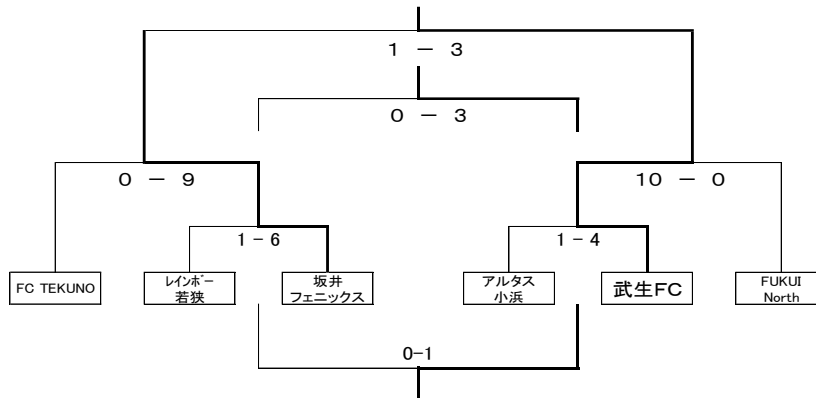 1 － 3
0 － 3
0 － 9
10 － 0
1 － 6
1 － 4
FC TEKUNO
ﾚｲﾝﾎﾞｰ
若狭
坂井
フェニックス
アルタス
小浜
武生FC
FUKUI
North
0-1